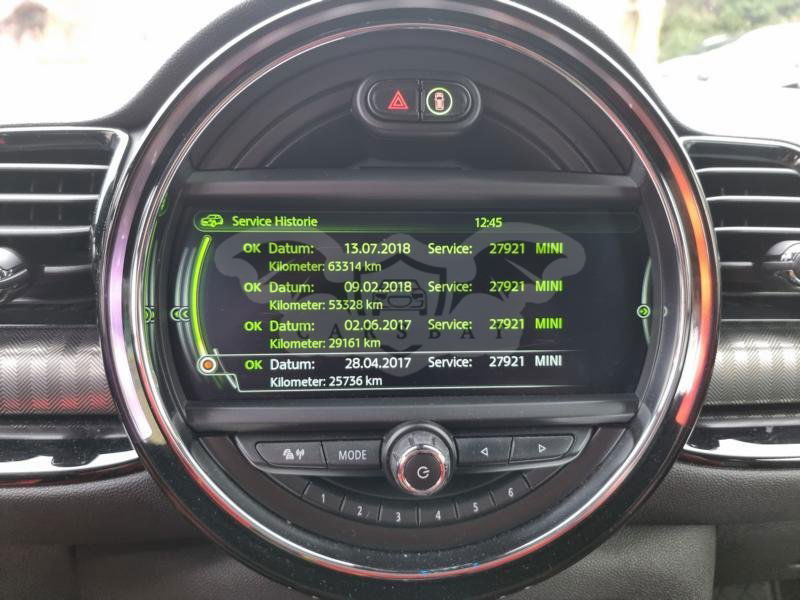 Service Historie 12:45
OK Datum: 13.07.2018 Service: 27921 MINI
Kilometer: 63314 km
OK Datum: 09.02.2018 Service: 27921 MINI
Kilometer: 53328 km
OK Datum: 02.06.2017 Service: 27921 MINI
Kilometer: 29161 km
OK Datum: 28.04.2017 Service: 27921 MINI
Kilometer: 25736 km
CARSBAY
MODE
1 2 3 4 5 6